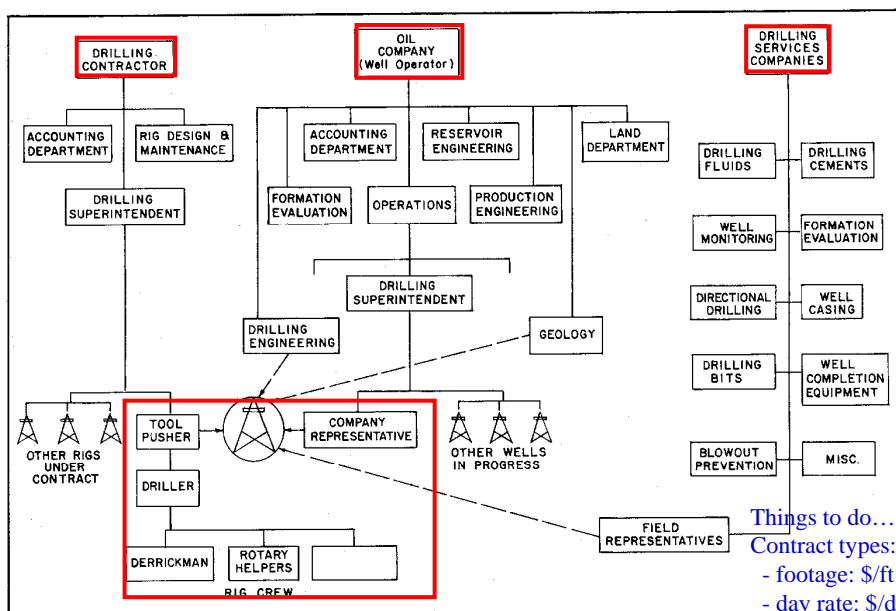 DRILLING
CONTRACTOR
OIL
COMPANY
(Well Operator)
DRILLING
SERVICES
COMPANIES
ACCOUNTING
DEPARTMENT
RIG DESIGN &
MAINTENANCE
ACCOUNTING
DEPARTMENT
RESERVOIR
ENGINEERING
LAND
DEPARTMENT
DRILLING
FLUIDS
DRILLING
CEMENTS
DRILLING
SUPERINTENDENT
FORMATION
EVALUATION
OPERATIONS
PRODUCTION
ENGINEERING
WELL
MONITORING
FORMATION
EVALUATION
DRILLING
SUPERINTENDENT
DIRECTIONAL
DRILLING
WELL
CASING
DRILLING
ENGINEERING
GEOLOGY
DRILLING
BITS
WELL
COMPLETION
EQUIPMENT
TOOL
PUSHER
COMPANY
REPRESENTATIVE
OTHER RIGS
UNDER
CONTRACT
OTHER WELLS
IN PROGRESS
BLOWOUT
PREVENTION
MISC.
DRILLER
FIELD
REPRESENTATIVES
DERRICKMAN
ROTARY
HELPERS
RIG CREW
Things to do…
Contract types:
- footage: $/ft
- day rate: $/d